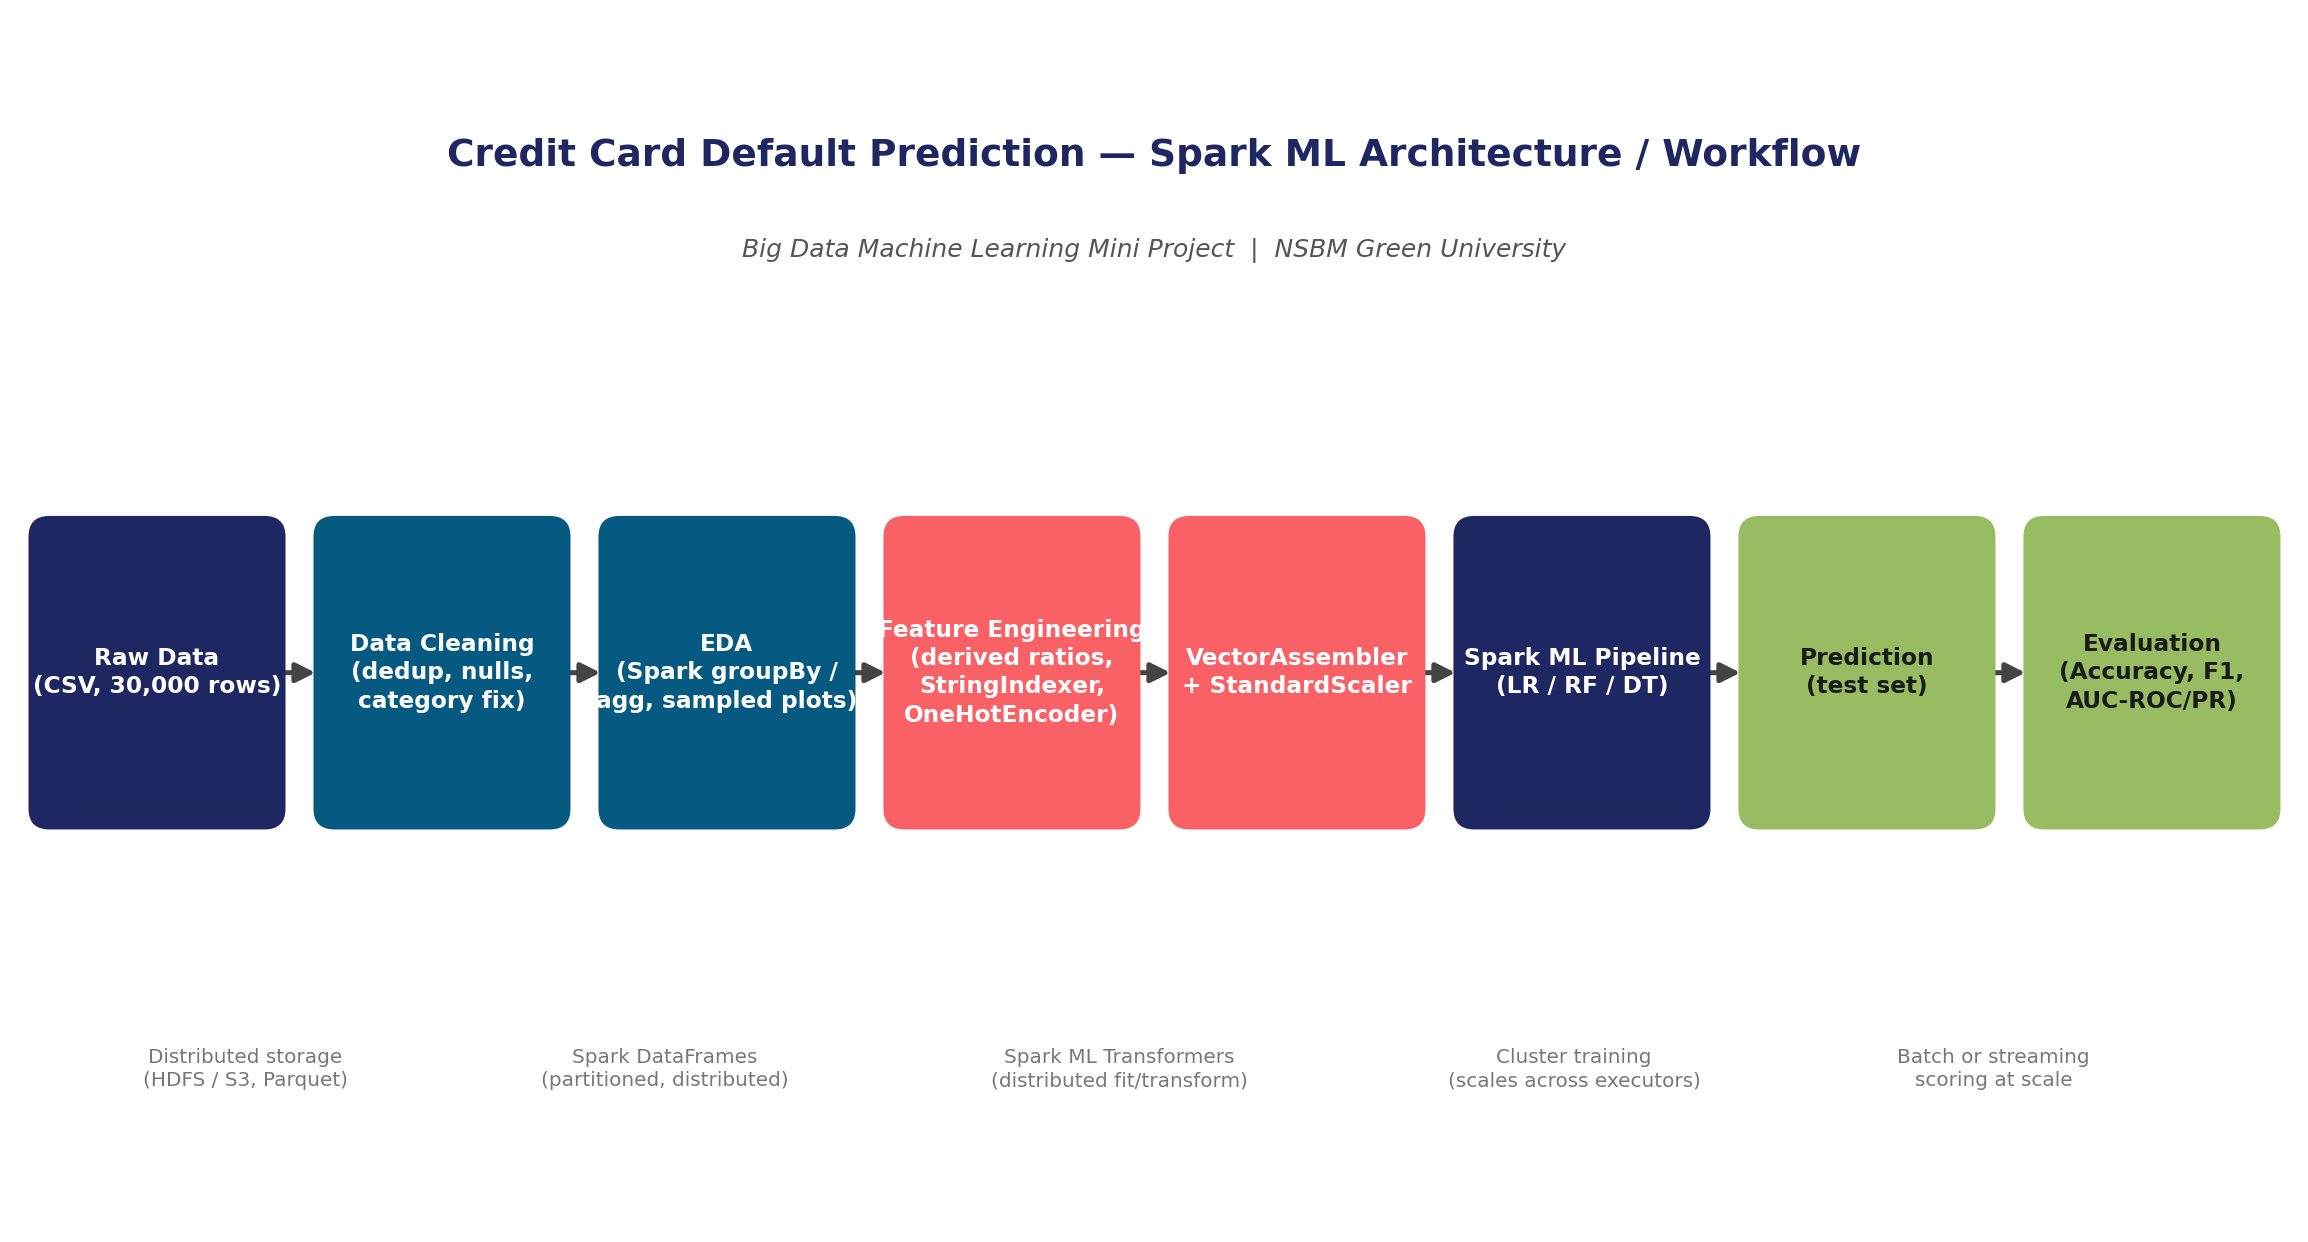 Credit Card Default Prediction — Spark ML Architecture / Workflow
Big Data Machine Learning Mini Project | NSBM Green University
Raw Data
(CSV, 30,000 rows)
Data Cleaning
(dedup, nulls,
category fix)
EDA
(Spark groupBy /
agg, sampled plots)
Feature Engineering
(derived ratios,
StringIndexer,
OneHotEncoder)
VectorAssembler
+ StandardScaler
Spark ML Pipeline
(LR / RF / DT)
Prediction
(test set)
Evaluation
(Accuracy, F1,
AUC-ROC/PR)
Distributed storage
(HDFS / S3, Parquet)
Spark DataFrames
(partitioned, distributed)
Spark ML Transformers
(distributed fit/transform)
Cluster training
(scales across executors)
Batch or streaming
scoring at scale